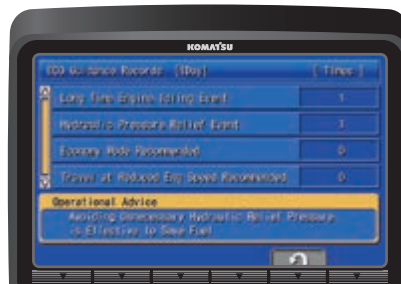 KOMATSU
ECO Guidance Records [1Day] [ Times ]
Long Time Engine Idling Event 1
Hydraulic Pressure Relief Event 3
Economy Mode Recommended 0
Travel at Reduced Eng Speed Recommended 0
Operational Advice
Avoiding Unnecessary Hydraulic Relief Pressure
is Effective to Save Fuel